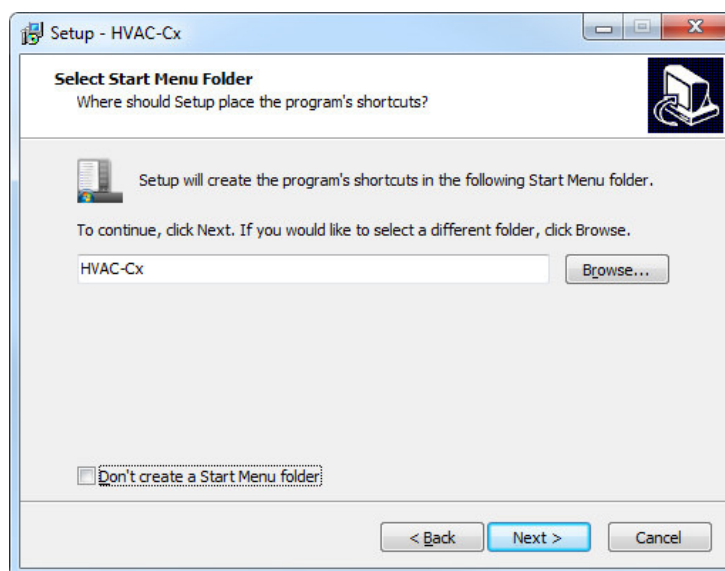 Setup - HVAC-Cx
Select Start Menu Folder
Where should Setup place the program's shortcuts?
Setup will create the program's shortcuts in the following Start Menu folder.
To continue, click Next. If you would like to select a different folder, click Browse.
HVAC-Cx
Browse...
Don't create a Start Menu folder
< Back
Next >
Cancel